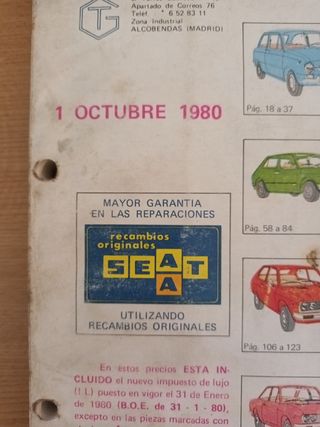 Apartado de Correos 76
Telef. · * 6 52 83 11
Zona Industrial
ALCOBENDAS (MADRID)
1 OCTUBRE 1980
Pág. 18 a 37
MAYOR GARANTIA
EN LAS REPARACIONES
recambios
originales
SEAT
A
UTILIZANDO
RECAMBIOS ORIGINALES
Pág. 58 a 84
Pág. 106 a 123
En éstos precios ESTA IN-
CLUIDO el nuevo impuesto de lujo
(I L) puesto en vigor el 31 de Enero
de 1980 (B.O.E. de 31 - 1 - 80),
excepto en las piezas marcadas con